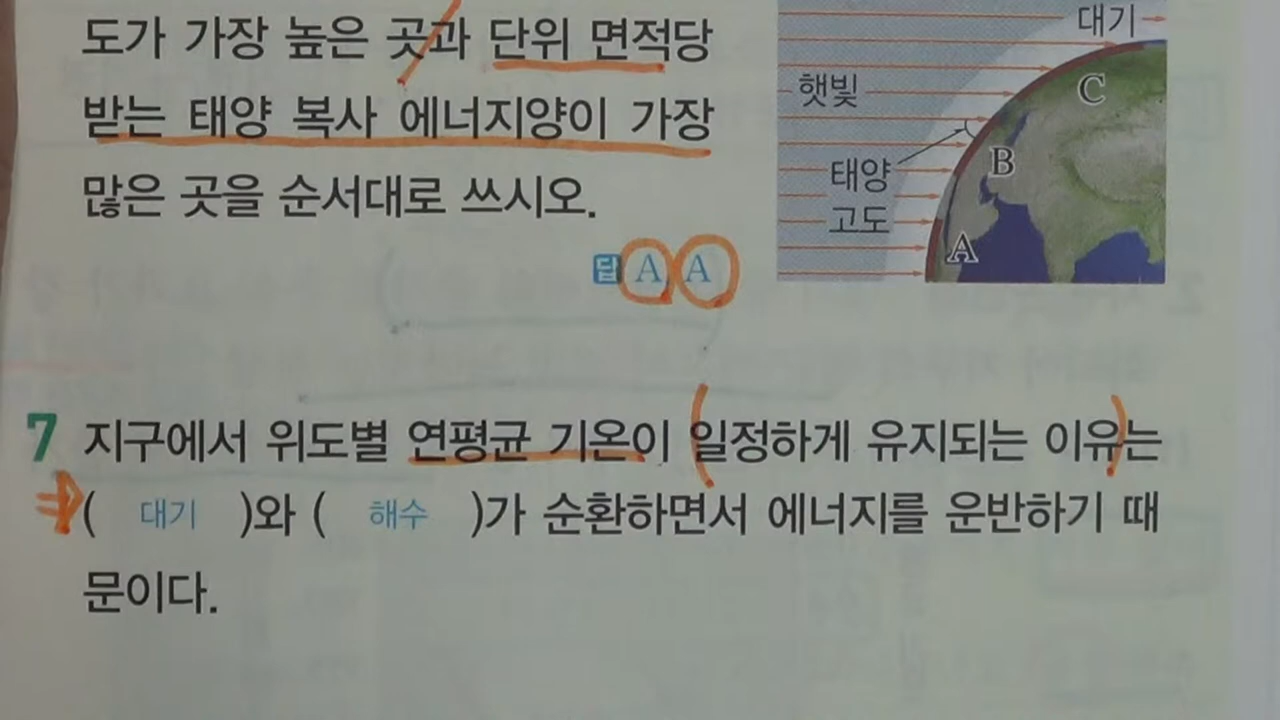 도가 가장 높은 곳과 단위 면적당
받는 태양 복사 에너지양이 가장
많은 곳을 순서대로 쓰시오.
답 A A
대기
햇빛
C
태양
고도
B
A
7 지구에서 위도별 연평균 기온이 일정하게 유지되는 이유는
( 대기 )와 ( 해수 )가 순환하면서 에너지를 운반하기 때
문이다.